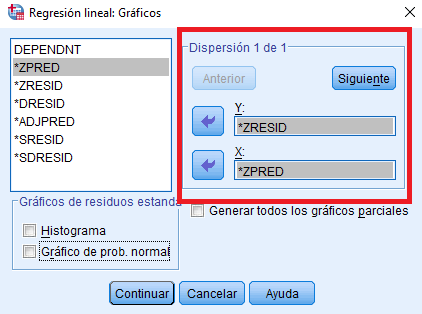 Regresión lineal: Gráficos
DEPENDNT
*ZPRED
*ZRESID
*DRESID
*ADJPRED
*SRESID
*SDRESID
Dispersión 1 de 1
Anterior
Siguiente
Y:
*ZRESID
X:
*ZPRED
Gráficos de residuos estanda
Histograma
Gráfico de prob. normal
Generar todos los gráficos parciales
Continuar
Cancelar
Ayuda